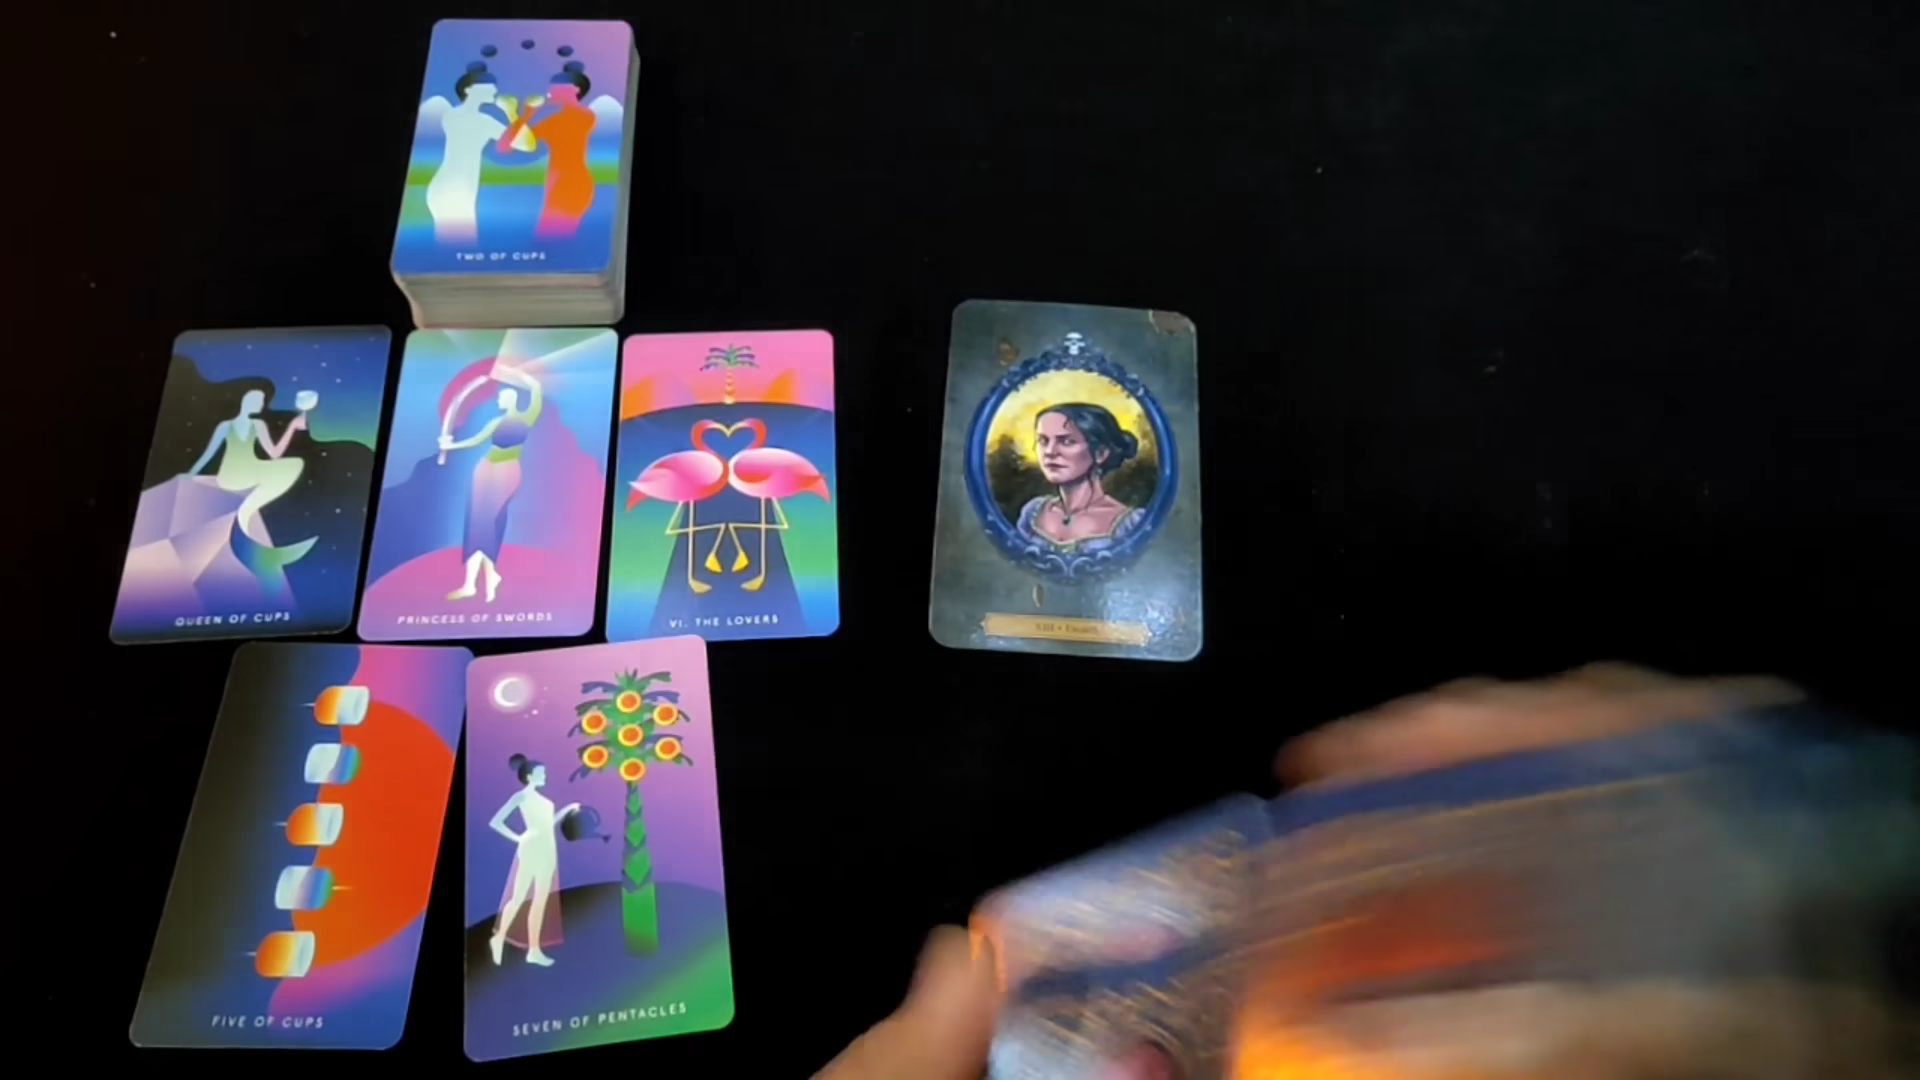 TWO OF CUPS
QUEEN OF CUPS
PRINCESS OF SWORDS
VI. THE LOVERS
FIVE OF CUPS
SEVEN OF PENTACLES